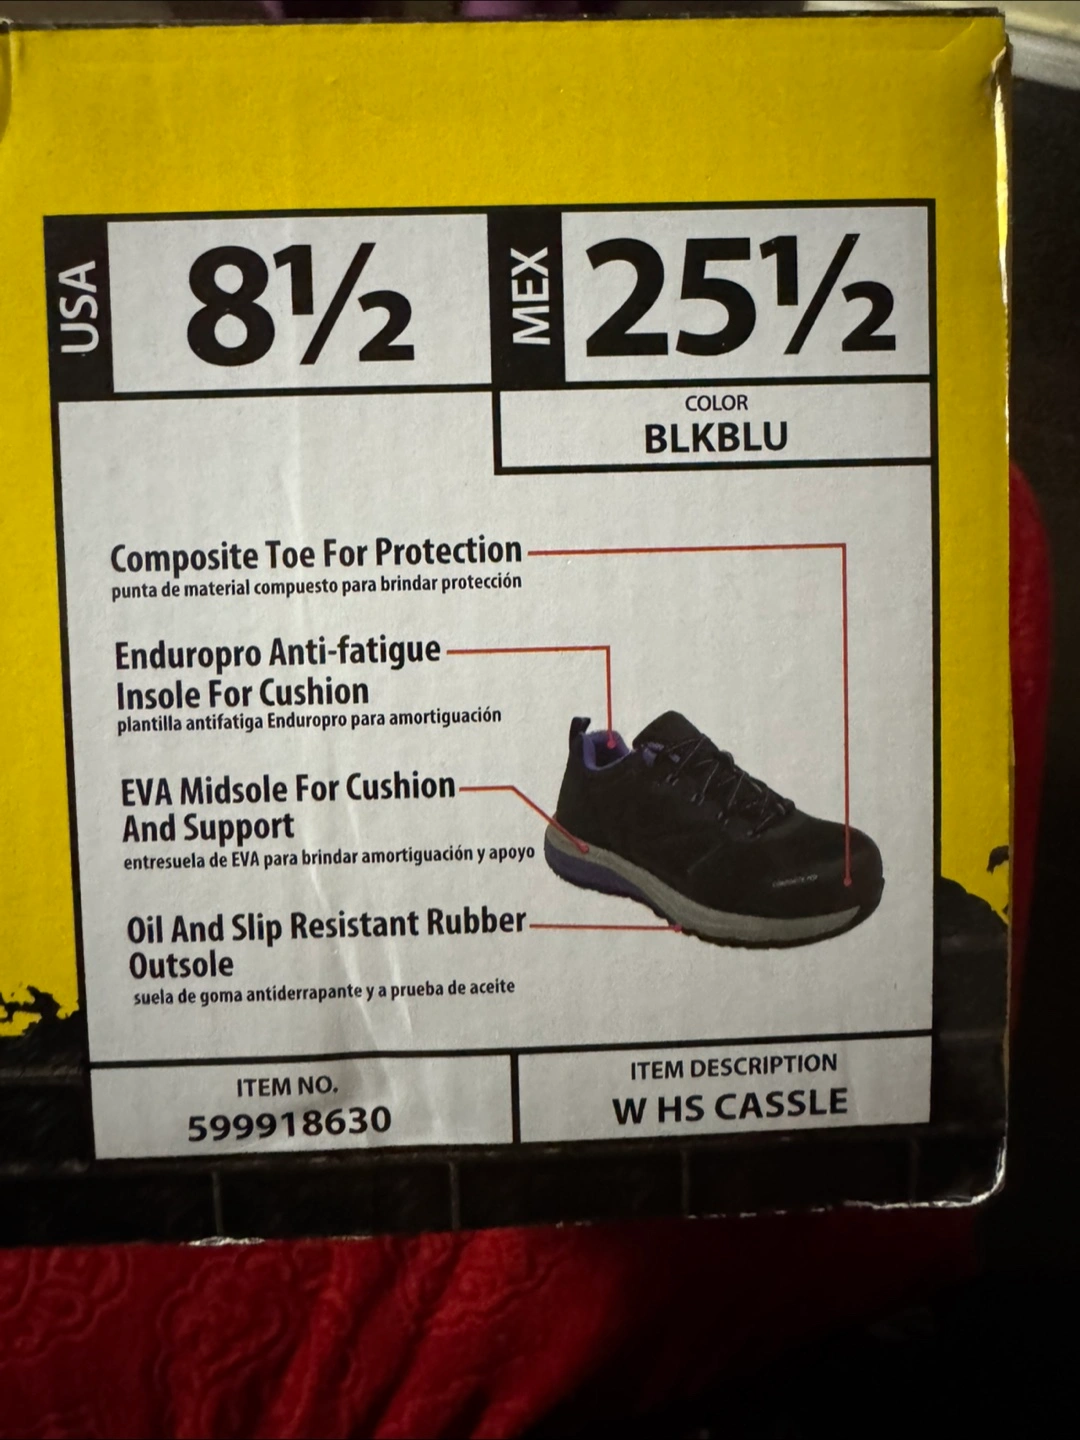 USA
8½
MEX
25½
COLOR
BLKBLU
Composite Toe For Protection
punta de material compuesto para brindar protección
Enduropro Anti-fatigue
Insole For Cushion
plantilla antifatiga Enduropro para amortiguación
EVA Midsole For Cushion
And Support
entresuela de EVA para brindar amortiguación y apoyo
Oil And Slip Resistant Rubber
Outsole
suela de goma antiderrapante y a prueba de aceite
ITEM NO.
599918630
ITEM DESCRIPTION
W HS CASSLE